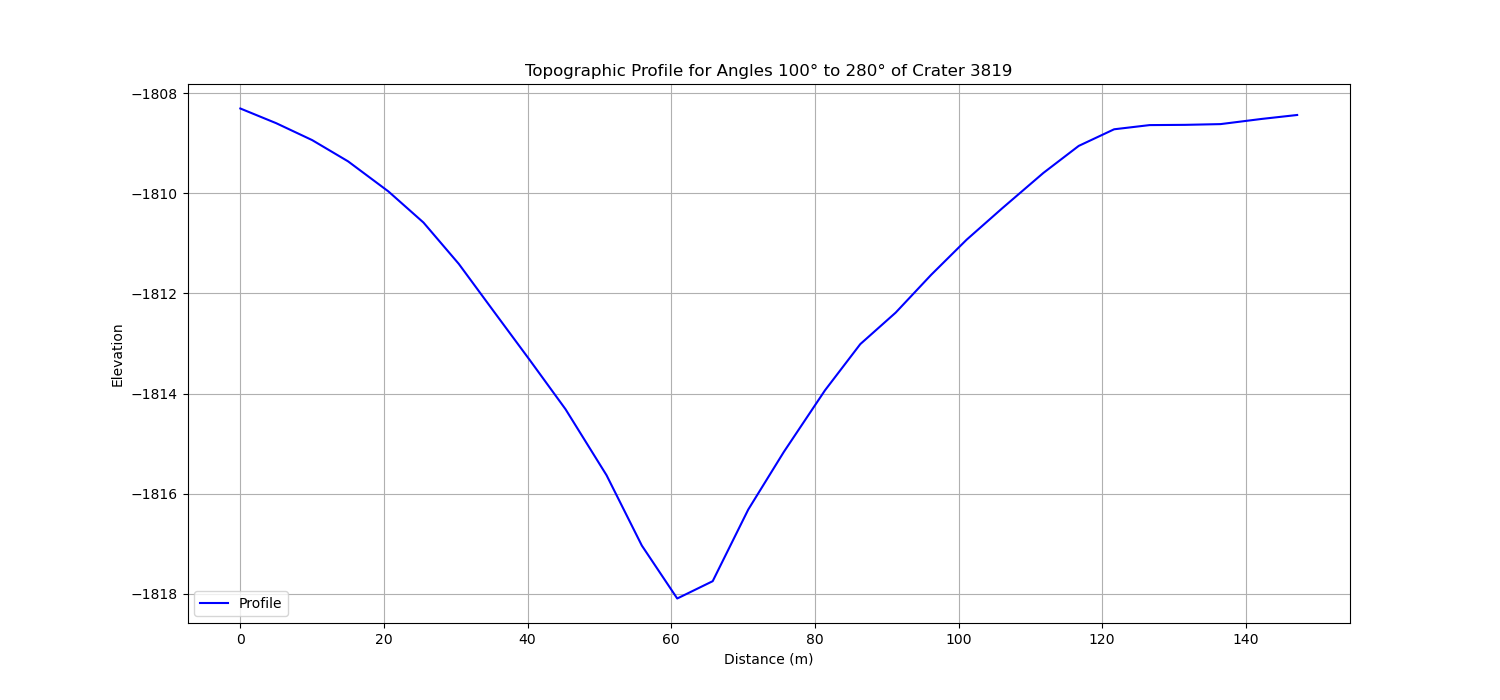 Topographic Profile for Angles 100° to 280° of Crater 3819
−1808
−1810
−1812
−1814
−1816
−1818
Elevation
Profile
0 20 40 60 80 100 120 140
Distance (m)